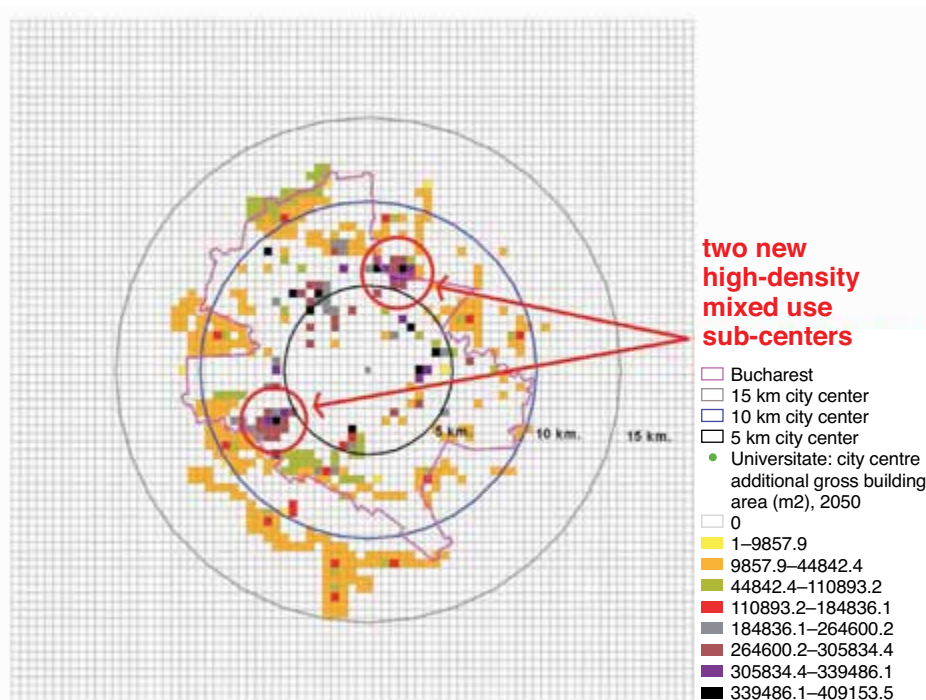 two new
high-density
mixed use
sub-centers
Bucharest
15 km city center
10 km city center
5 km city center
Universitate: city centre
additional gross building
area (m2), 2050
0
1–9857.9
9857.9–44842.4
44842.4–110893.2
110893.2–184836.1
184836.1–264600.2
264600.2–305834.4
305834.4–339486.1
339486.1–409153.5
5 km. 10 km. 15 km.